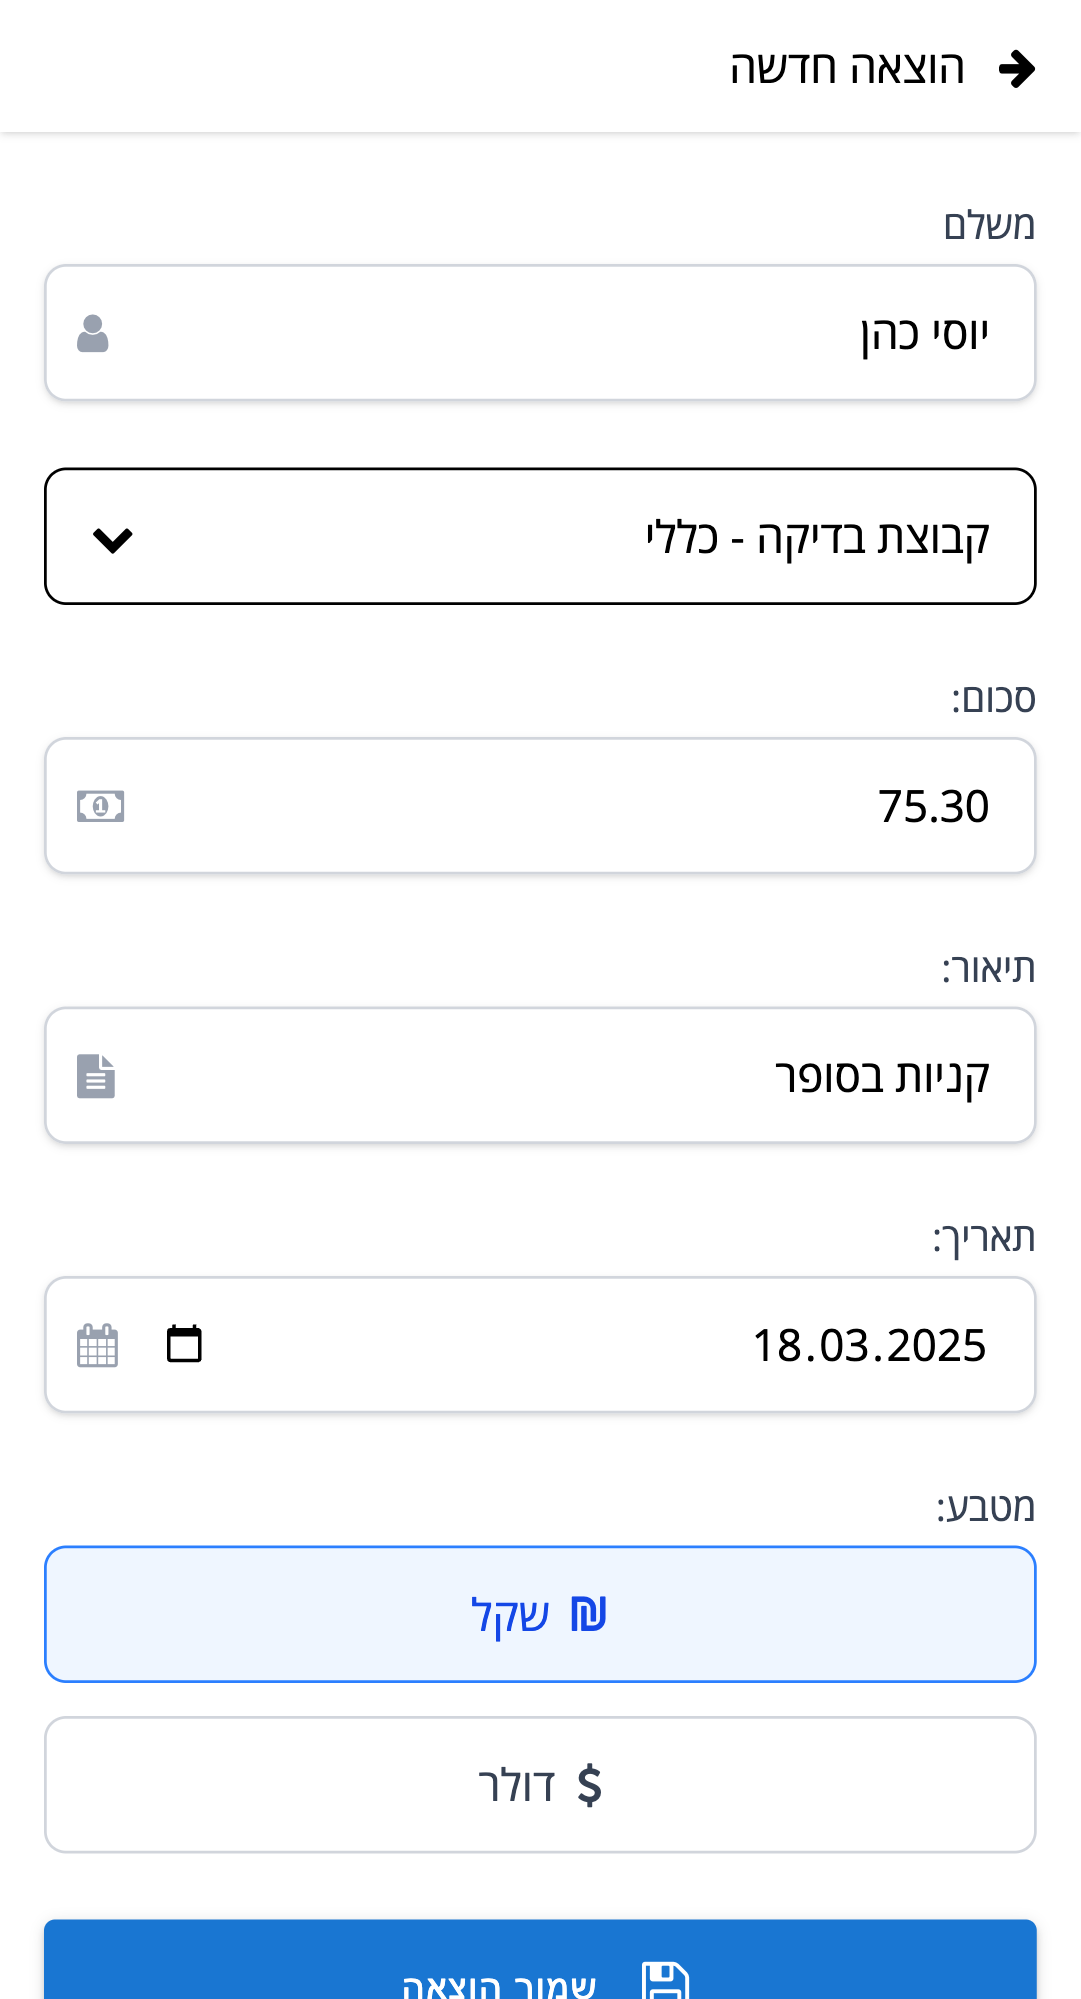 הוצאה חדשה
משלם
יוסי כהן
קבוצת בדיקה - כללי
סכום:
75.30
תיאור:
קניות בסופר
תאריך:
18.03.2025
מטבע:
₪ שקל
$ דולר
שמור הוצאה